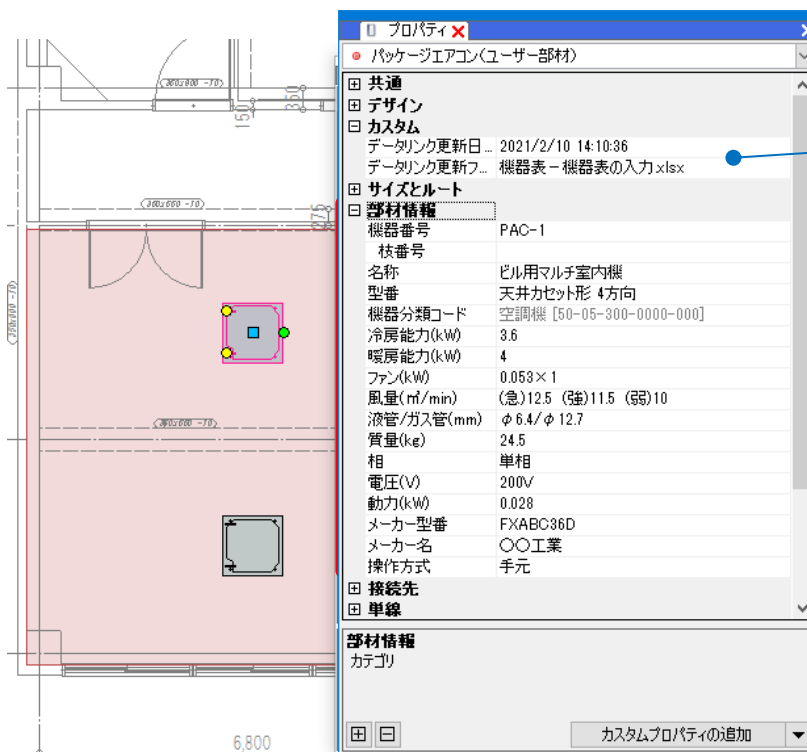 プロパティ
パッケージエアコン(ユーザー部材)
共通
デザイン
カスタム
データリンク更新日... 2021/2/10 14:10:36
データリンク更新フ... 機器表－機器表の入力.xlsx
サイズとルート
部材情報
機器番号 PAC-1
枝番号
名称 ビル用マルチ室内機
型番 天井カセット形 4方向
機器分類コード 空調機 [50-05-300-0000-000]
冷房能力(kW) 3.6
暖房能力(kW) 4
ファン(kW) 0.053×1
風量(㎥/min) (急)12.5 (強)11.5 (弱)10
液管/ガス管(mm) φ6.4/φ12.7
質量(kg) 24.5
相 単相
電圧(V) 200V
動力(kW) 0.028
メーカー型番 FXABC36D
メーカー名 〇〇工業
操作方式 手元
接続先
単線
部材情報
カテゴリ
カスタムプロパティの追加
150
350
275
6,800